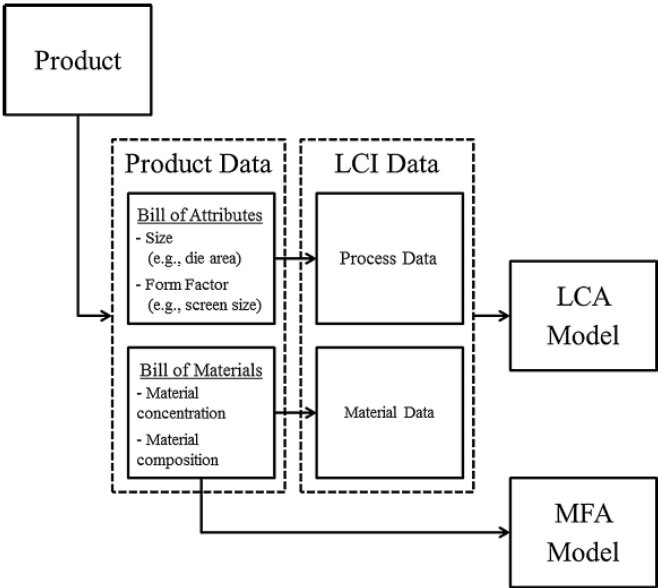 Product
Product Data
LCI Data
Bill of Attributes
- Size
(e.g., die area)
- Form Factor
(e.g., screen size)
Process Data
LCA
Model
Bill of Materials
- Material
concentration
- Material
composition
Material Data
MFA
Model